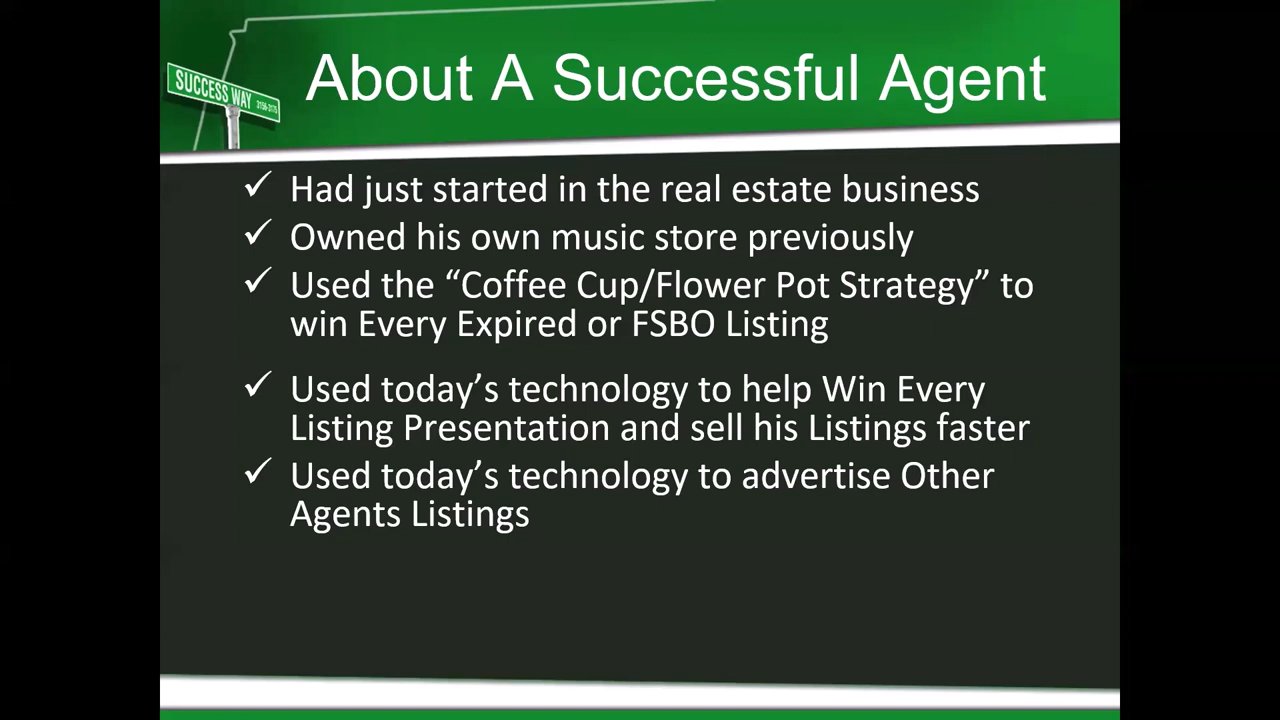 SUCCESS WAY
About A Successful Agent
✓ Had just started in the real estate business
✓ Owned his own music store previously
✓ Used the “Coffee Cup/Flower Pot Strategy” to
win Every Expired or FSBO Listing
✓ Used today’s technology to help Win Every
Listing Presentation and sell his Listings faster
✓ Used today’s technology to advertise Other
Agents Listings